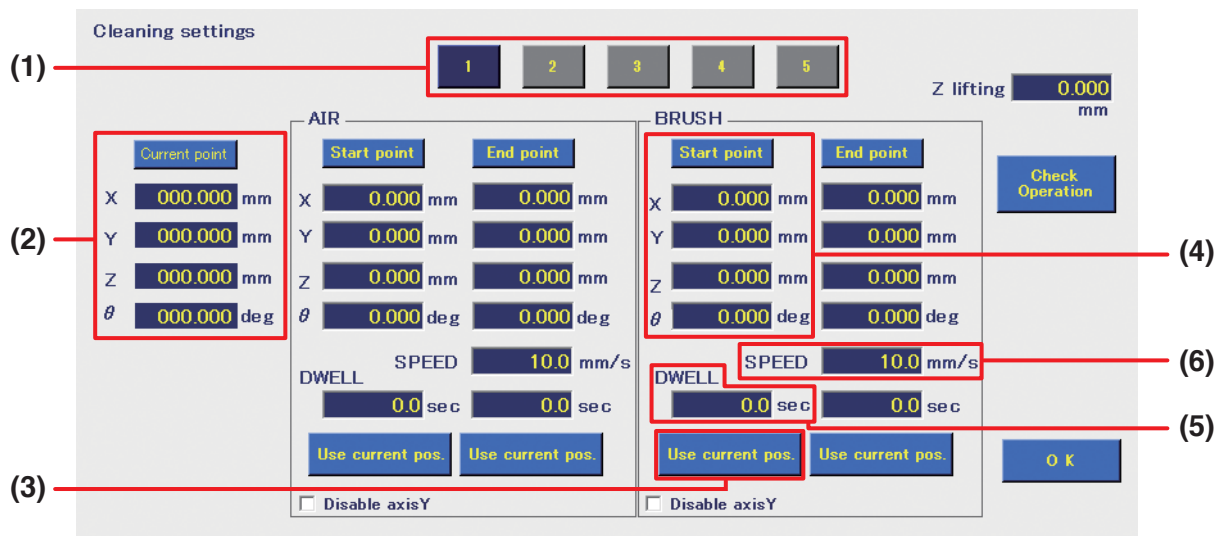 Cleaning settings
(1)
1 2 3 4 5
Z lifting 0.000
mm
AIR
BRUSH
Current point
Start point End point
Start point End point
Check
Operation
X 000.000 mm X 0.000 mm 0.000 mm X 0.000 mm 0.000 mm
(2)
Y 000.000 mm Y 0.000 mm 0.000 mm Y 0.000 mm 0.000 mm
(4)
Z 000.000 mm Z 0.000 mm 0.000 mm Z 0.000 mm 0.000 mm
θ 000.000 deg θ 0.000 deg 0.000 deg θ 0.000 deg 0.000 deg
SPEED 10.0 mm/s SPEED 10.0 mm/s
(6)
DWELL DWELL
0.0 sec 0.0 sec 0.0 sec 0.0 sec
(5)
Use current pos. Use current pos. Use current pos. Use current pos.
O K
(3)
Disable axisY Disable axisY